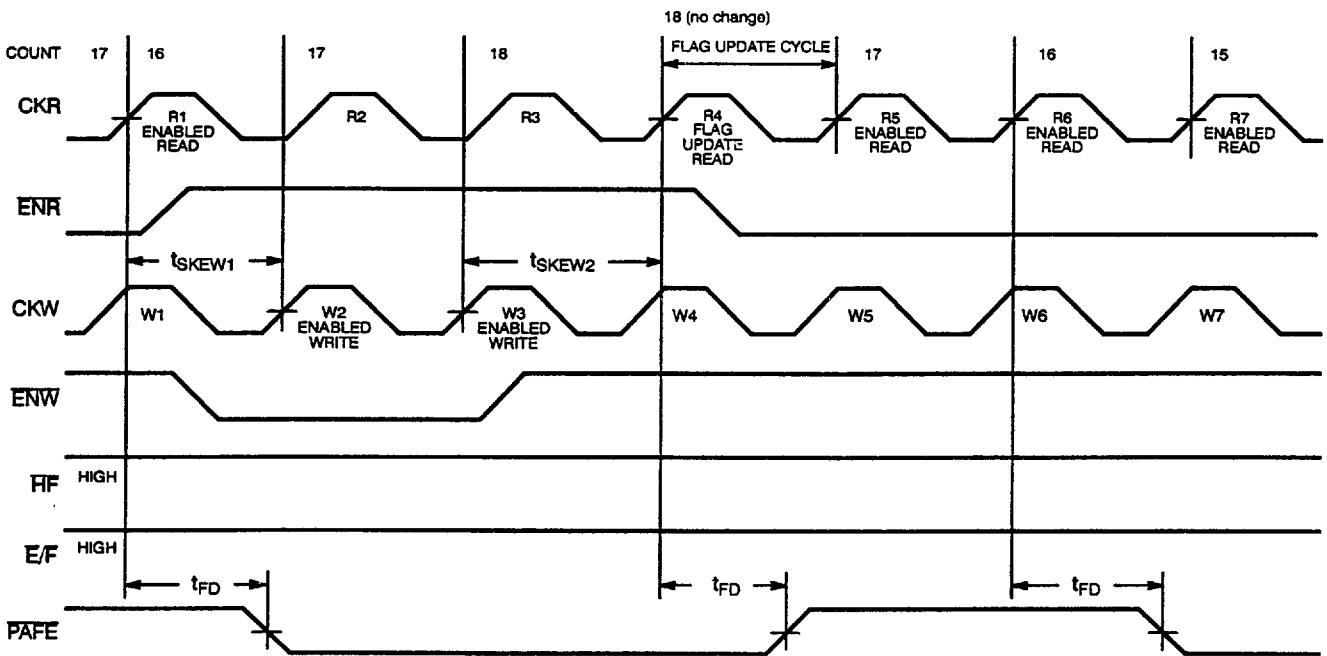 18 (no change)
COUNT 17 16 17 18 FLAG UPDATE CYCLE 17 16 15
CKR
R1 ENABLED READ
R2
R3
R4 FLAG UPDATE READ
R5 ENABLED READ
R6 ENABLED READ
R7 ENABLED READ
ENR
tSKEW1 tSKEW2
CKW
W1
W2 ENABLED WRITE
W3 ENABLED WRITE
W4
W5
W6
W7
ENW
HF HIGH
E/F HIGH
tFD tFD tFD
PAFE